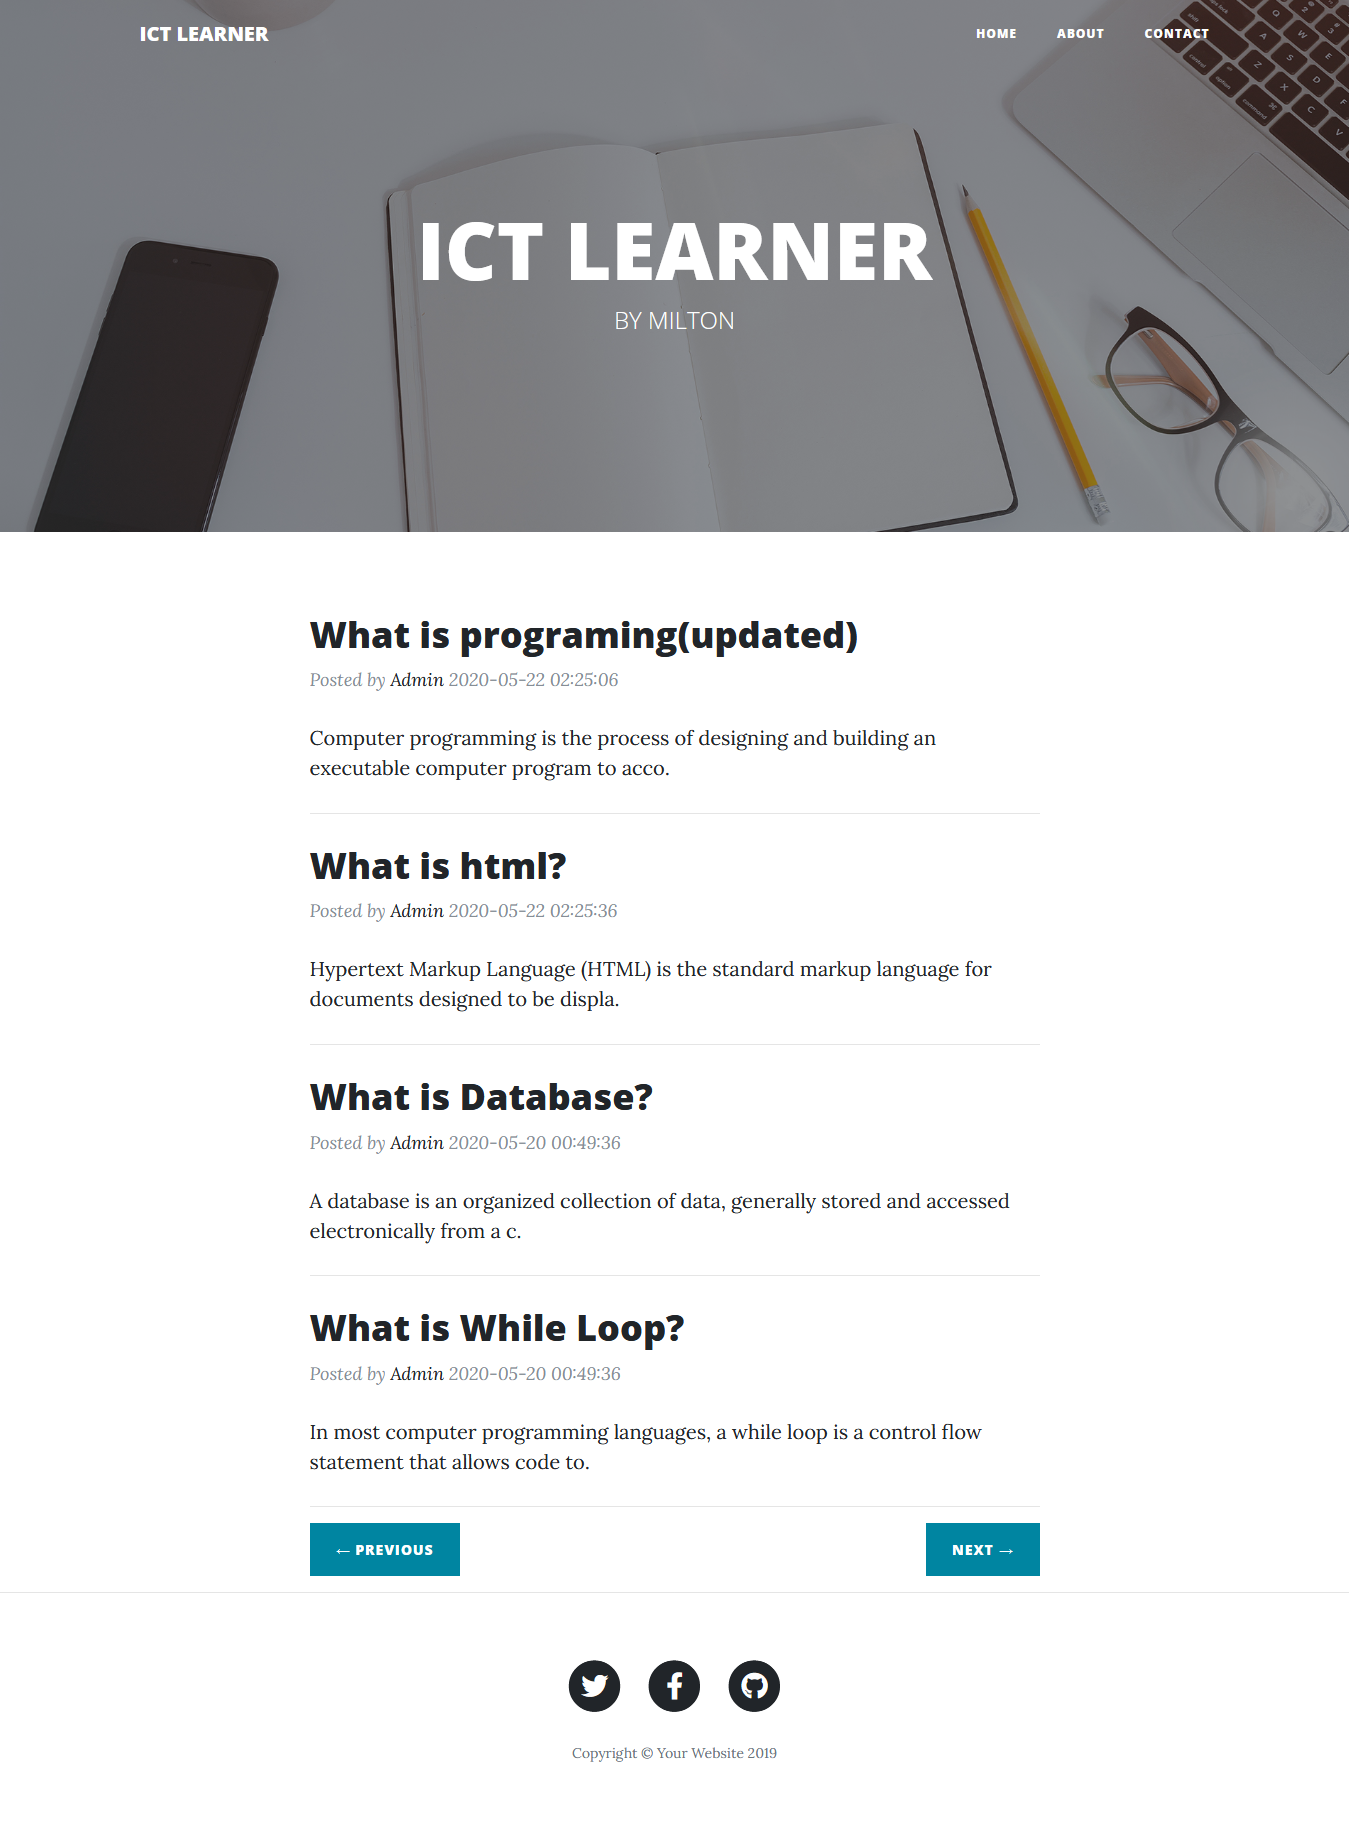 ICT LEARNER
HOME ABOUT CONTACT
ICT LEARNER
BY MILTON
What is programing(updated)
Posted by Admin 2020-05-22 02:25:06
Computer programming is the process of designing and building an
executable computer program to acco.
What is html?
Posted by Admin 2020-05-22 02:25:36
Hypertext Markup Language (HTML) is the standard markup language for
documents designed to be displa.
What is Database?
Posted by Admin 2020-05-20 00:49:36
A database is an organized collection of data, generally stored and accessed
electronically from a c.
What is While Loop?
Posted by Admin 2020-05-20 00:49:36
In most computer programming languages, a while loop is a control flow
statement that allows code to.
← PREVIOUS
NEXT →
Copyright © Your Website 2019